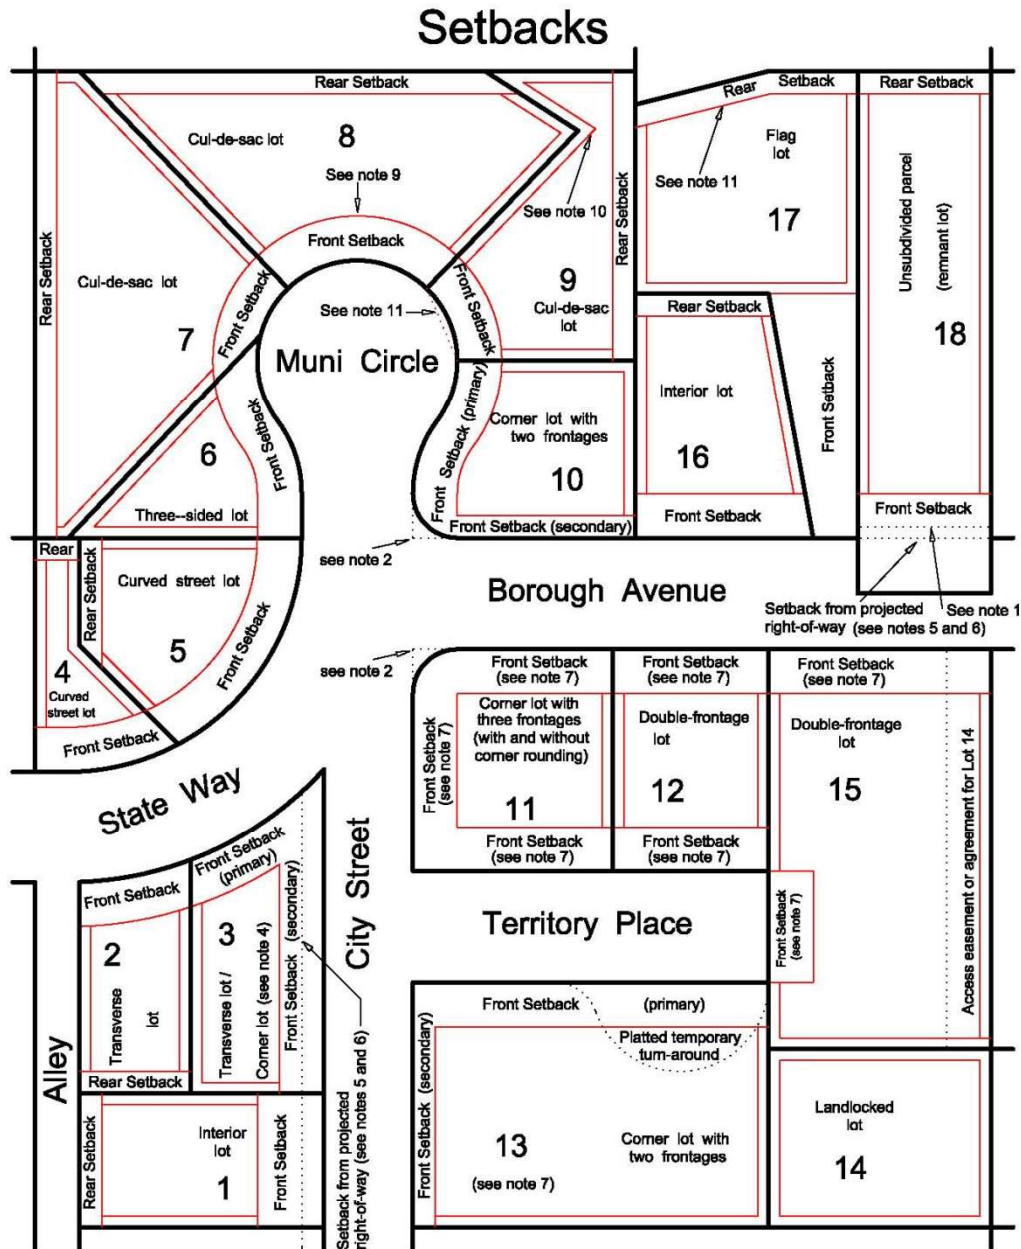 Setbacks
Rear Setback
Rear
Setback
Rear Setback
Cul-de-sac lot
8
See note 9
Front Setback
See note 10
Rear Setback
Flag
lot
See note 11
17
Unsubdivided parcel
(remnant lot)
18
Rear Setback
Cul-de-sac lot
7
Front Setback
See note 11
Muni Circle
Front Setback
9
Cul-de-sac
lot
Rear Setback
Interior lot
16
Front Setback
Front Setback
Front Setback
6
Three--sided lot
Front Setback
Front Setback (primary)
Corner lot with
two frontages
10
Front Setback (secondary)
see note 2
Borough Avenue
Setback from projected
right-of-way (see notes 5 and 6)
See note 1
Rear
Rear Setback
Curved street lot
5
Front Setback
4
Curved
street lot
Front Setback
see note 2
Front Setback
(see note 7)
Front Setback
(see note 7)
Front Setback
(see note 7)
Front Setback
(see note 7)
Corner lot with
three frontages
(with and without
corner rounding)
11
Front Setback
(see note 7)
Double-frontage
lot
12
Front Setback
(see note 7)
Double-frontage
lot
15
Access easement or agreement for Lot 14
State Way
City Street
Front Setback
(primary)
Front Setback
2
Transverse
lot
Rear Setback
3
Transverse lot /
Corner lot (see note 4)
Front Setback (secondary)
Alley
Territory Place
Front Setback
(see note 7)
Front Setback
(primary)
Platted temporary
turn-around
Front Setback (secondary)
13
(see note 7)
Corner lot with
two frontages
Landlocked
lot
14
Rear Setback
Interior
lot
1
Front Setback
Setback from projected
right-of-way (see notes 5 and 6)